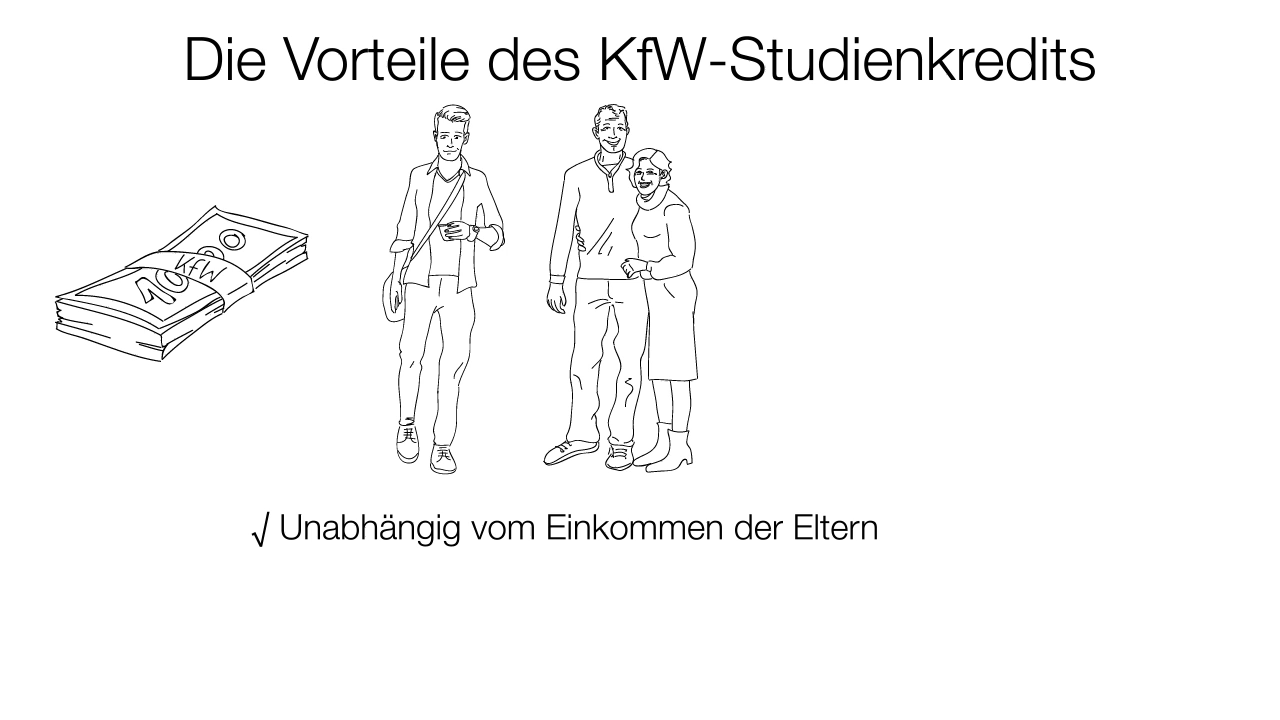 Die Vorteile des KfW-Studienkredits
KfW
√ Unabhängig vom Einkommen der Eltern